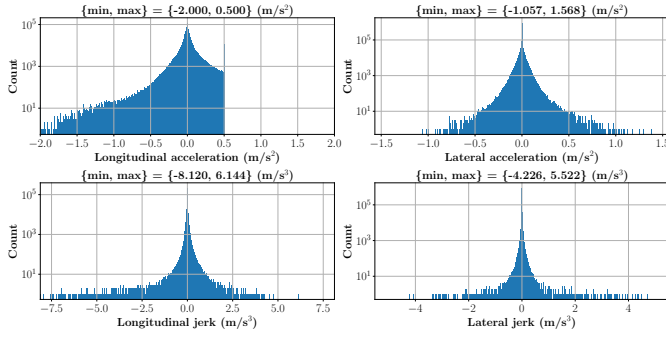 {min, max} = {-2.000, 0.500} (m/s²)
Count
10⁵
10³
10¹
−2.0 −1.5 −1.0 −0.5 0.0 0.5 1.0 1.5 2.0
Longitudinal acceleration (m/s²)
{min, max} = {-1.057, 1.568} (m/s²)
Count
10⁵
10³
10¹
−1.5 −1.0 −0.5 0.0 0.5 1.0 1.5
Lateral acceleration (m/s²)
{min, max} = {-8.120, 6.144} (m/s³)
Count
10⁵
10³
10¹
−7.5 −5.0 −2.5 0.0 2.5 5.0 7.5
Longitudinal jerk (m/s³)
{min, max} = {-4.226, 5.522} (m/s³)
Count
10⁵
10³
10¹
−4 −2 0 2 4
Lateral jerk (m/s³)